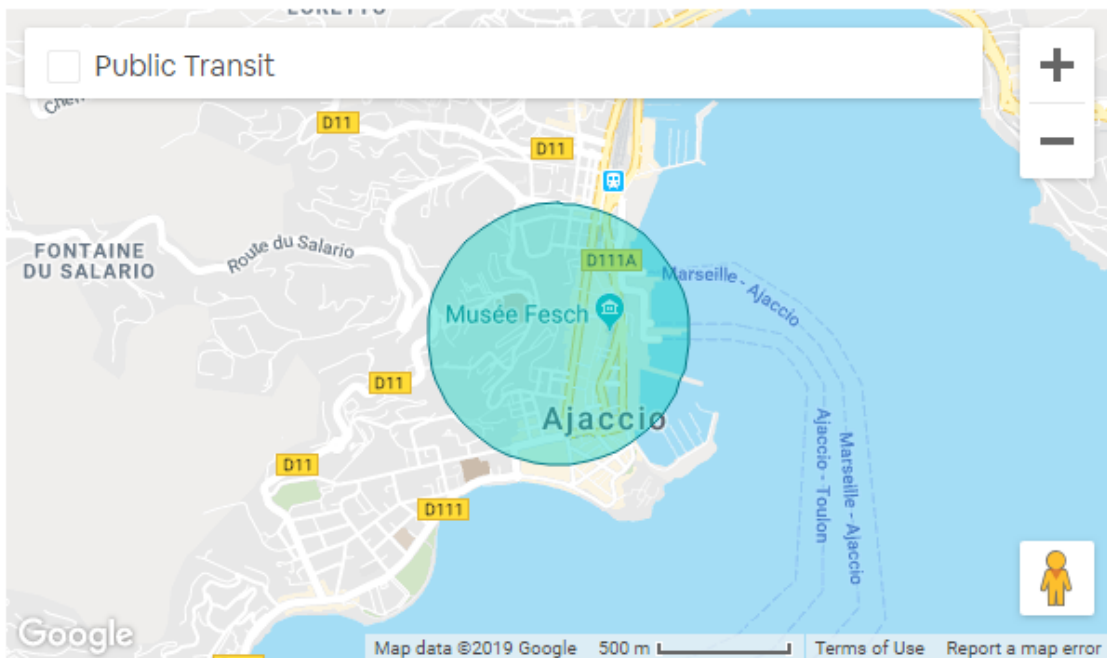 LORETTO
Public Transit
+
−
D11
D11
FONTAINE
DU SALARIO
Route du Salario
D111A
Marseille - Ajaccio
Musée Fesch
D11
Ajaccio
Ajaccio - Toulon
Marseille - Ajaccio
D11
D111
Google
Map data ©2019 Google
500 m
Terms of Use
Report a map error